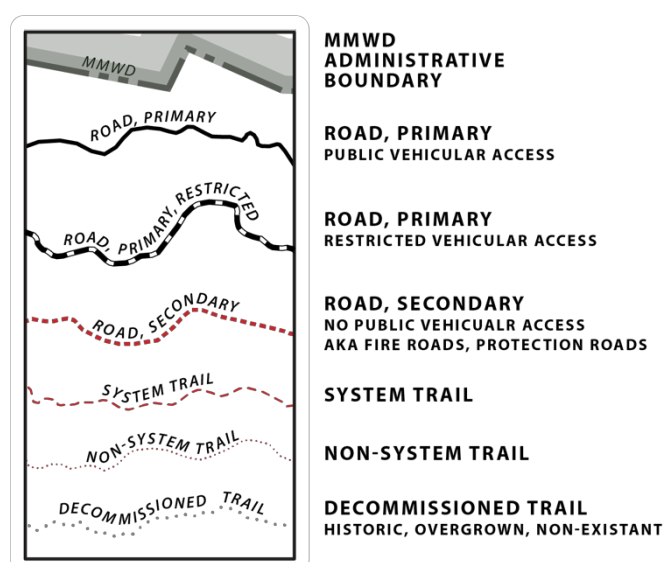 MMWD
MMWD
ADMINISTRATIVE
BOUNDARY
ROAD, PRIMARY
ROAD, PRIMARY
PUBLIC VEHICULAR ACCESS
ROAD, PRIMARY, RESTRICTED
ROAD, PRIMARY
RESTRICTED VEHICULAR ACCESS
ROAD, SECONDARY
ROAD, SECONDARY
NO PUBLIC VEHICUALR ACCESS
AKA FIRE ROADS, PROTECTION ROADS
SYSTEM TRAIL
SYSTEM TRAIL
NON-SYSTEM TRAIL
NON-SYSTEM TRAIL
DECOMMISSIONED TRAIL
DECOMMISSIONED TRAIL
HISTORIC, OVERGROWN, NON-EXISTANT